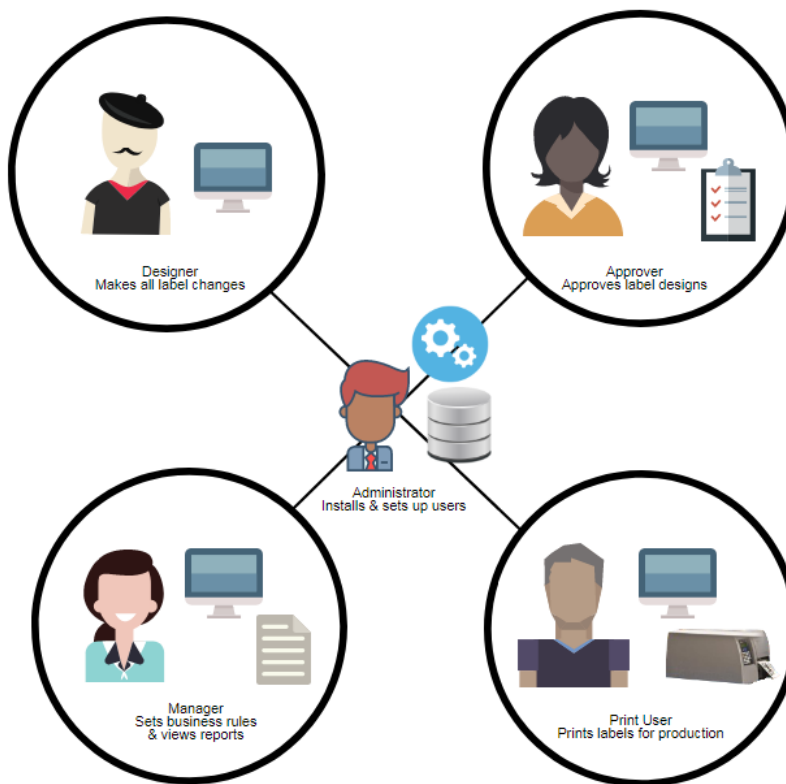 Designer
Makes all label changes
Approver
Approves label designs
Administrator
Installs & sets up users
Manager
Sets business rules
& views reports
Print User
Prints labels for production